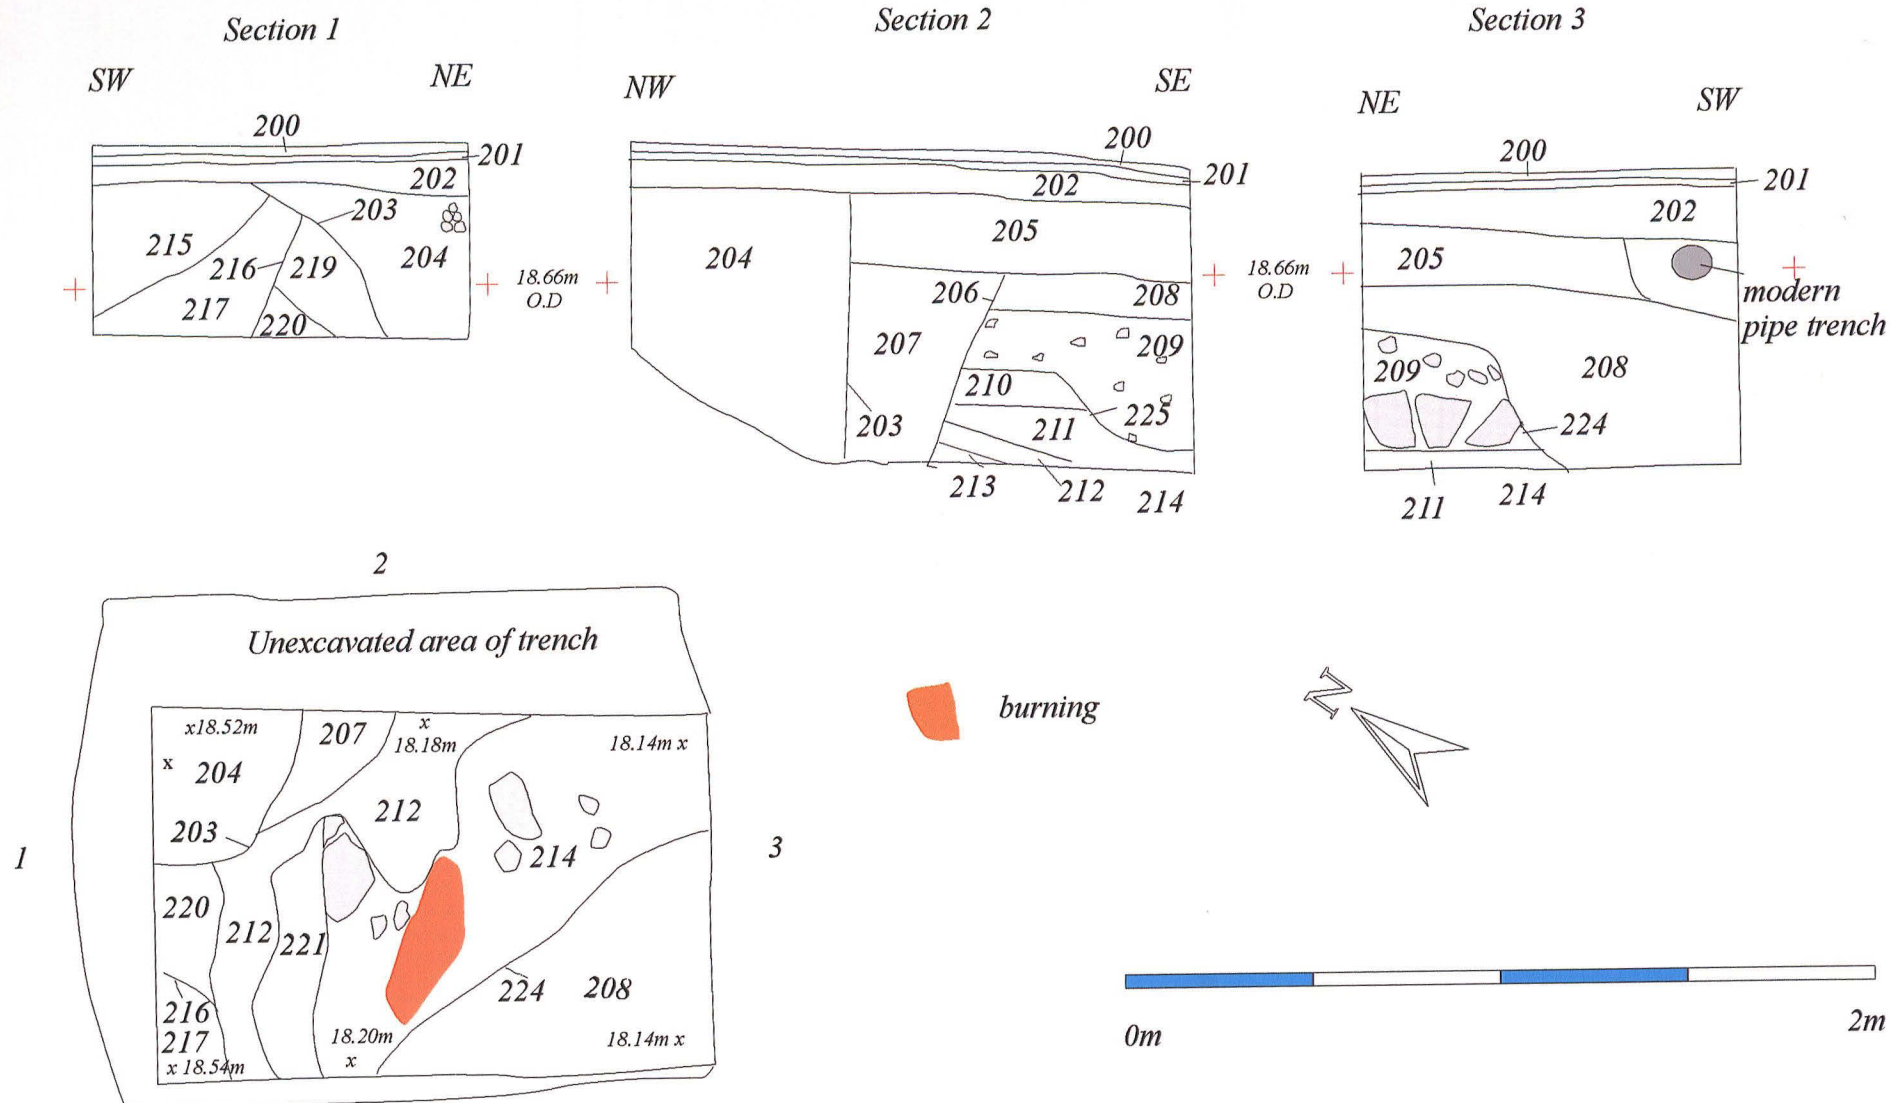 Section 1
SW
NE
200
201
202
203
215
216
219
204
217
220
18.66m
O.D
Section 2
NW
SE
200
201
202
205
204
206
208
207
209
210
225
203
211
213
212
214
18.66m
O.D
Section 3
NE
SW
200
201
202
205
modern
pipe trench
208
209
224
211
214
2
Unexcavated area of trench
x18.52m
207
x
18.18m
18.14m x
x
204
212
203
214
1
3
220
212
221
216
217
x 18.54m
224
208
18.20m
x
18.14m x
burning
N
0m
2m